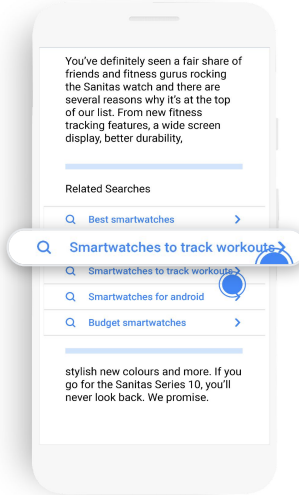 You've definitely seen a fair share of
friends and fitness gurus rocking
the Sanitas watch and there are
several reasons why it's at the top
of our list. From new fitness
tracking features, a wide screen
display, better durability,
Related Searches
Best smartwatches
Smartwatches to track workouts
Smartwatches to track workouts
Smartwatches for android
Budget smartwatches
stylish new colours and more. If you
go for the Sanitas Series 10, you'll
never look back. We promise.